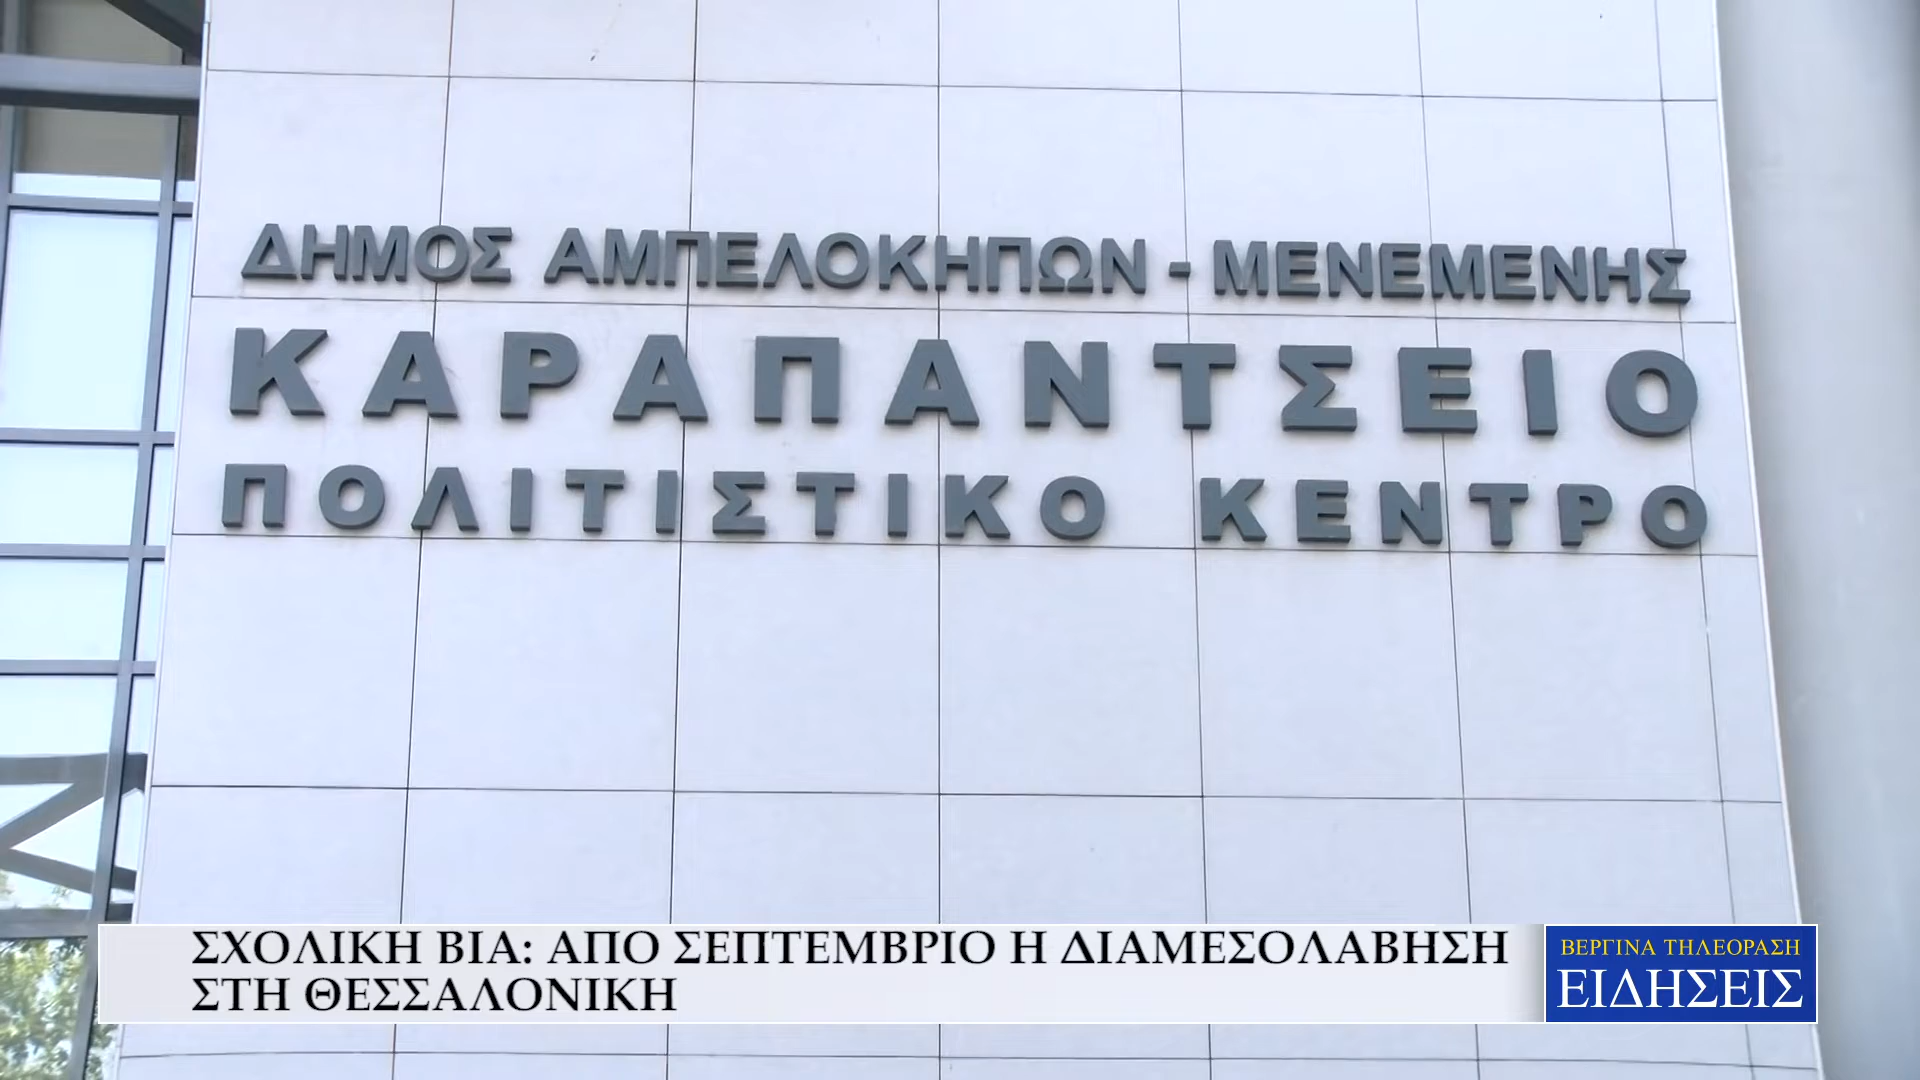 ΔΗΜΟΣ ΑΜΠΕΛΟΚΗΠΩΝ - ΜΕΝΕΜΕΝΗΣ
ΚΑΡΑΠΑΝΤΣΕΙΟ
ΠΟΛΙΤΙΣΤΙΚΟ ΚΕΝΤΡΟ
ΣΧΟΛΙΚΗ ΒΙΑ: ΑΠΟ ΣΕΠΤΕΜΒΡΙΟ Η ΔΙΑΜΕΣΟΛΑΒΗΣΗ
ΣΤΗ ΘΕΣΣΑΛΟΝΙΚΗ
ΒΕΡΓΙΝΑ ΤΗΛΕΟΡΑΣΗ
ΕΙΔΗΣΕΙΣ